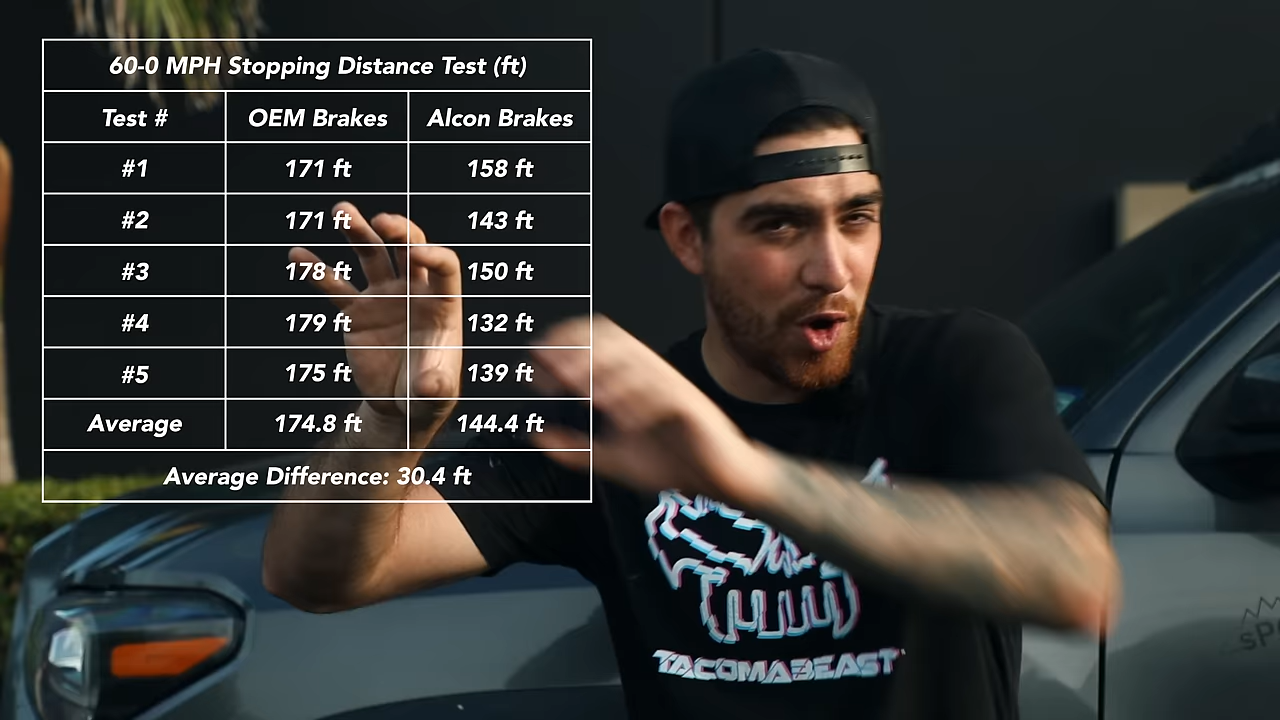 60-0 MPH Stopping Distance Test (ft)
Test # OEM Brakes Alcon Brakes
#1 171 ft 158 ft
#2 171 ft 143 ft
#3 178 ft 150 ft
#4 179 ft 132 ft
#5 175 ft 139 ft
Average 174.8 ft 144.4 ft
Average Difference: 30.4 ft
TACOMABEAST